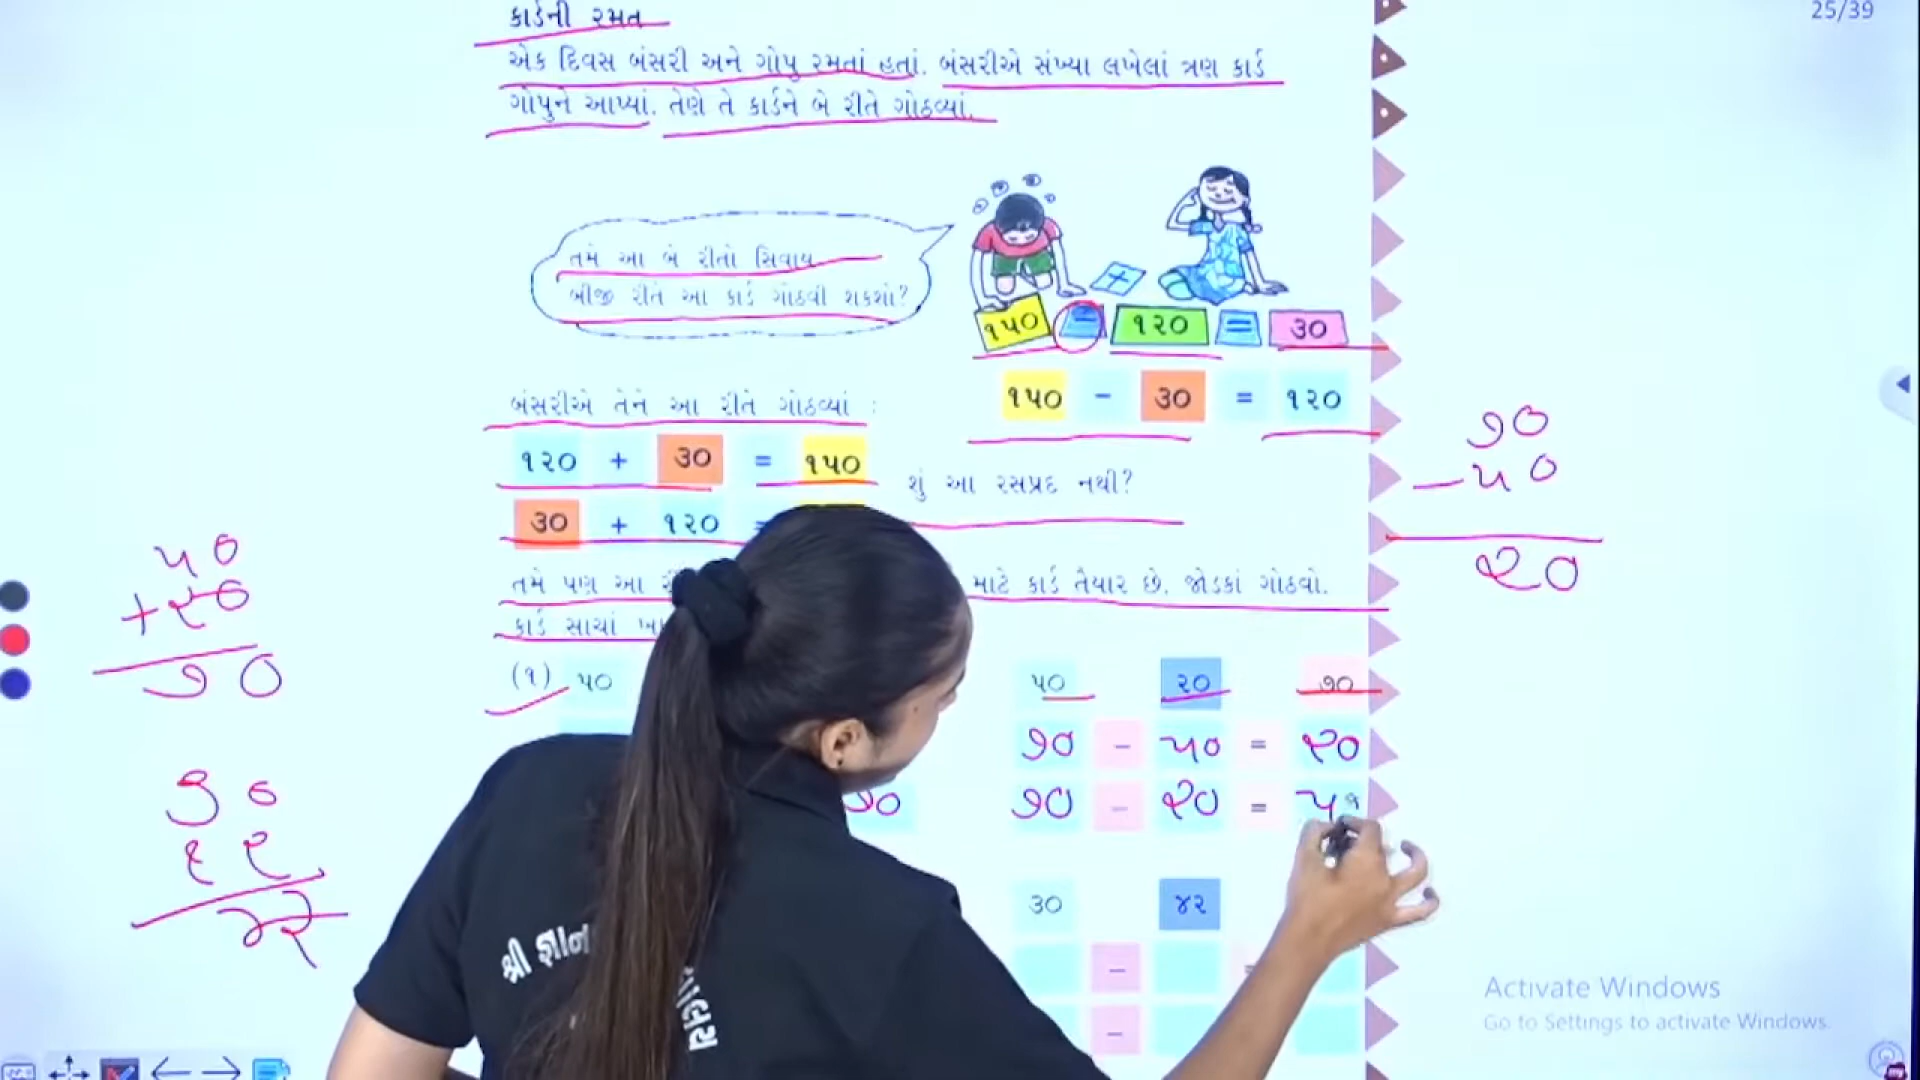 25/39
કાર્ડની રમત
એક દિવસ બંસરી અને ગોપુ રમતાં હતાં. બંસરીએ સંખ્યા લખેલાં ત્રણ કાર્ડ
ગોપુને આપ્યાં. તેણે તે કાર્ડને બે રીતે ગોઠવ્યાં.
તમે આ બે રીતો સિવાય
બીજી રીતે આ કાર્ડ ગોઠવી શકશો?
+
૧૫૦ = ૧૨૦ = ૩૦
૧૫૦ - ૩૦ = ૧૨૦
બંસરીએ તેને આ રીતે ગોઠવ્યાં :
૧૨૦ + ૩૦ = ૧૫૦
શું આ રસપ્રદ નથી?
૩૦ + ૧૨૦ =
તમે પણ આ માટે કાર્ડ તૈયાર છે. જોડકાં ગોઠવો.
કાર્ડ સાચાં
(૧) ૫૦
૫૦ ૨૦ ૭૦
૭૦ - ૫૦ = ૨૦
૭૦
૭૦ - ૨૦ = ૫
૩૦ ૪૨
- =
-
૭૦
- ૫૦
૨૦
૫૦
+ ૨૦
૭૦
૩૦
૧૨
૪૨
શ્રી જ્ઞાન
Activate Windows
Go to Settings to activate Windows.